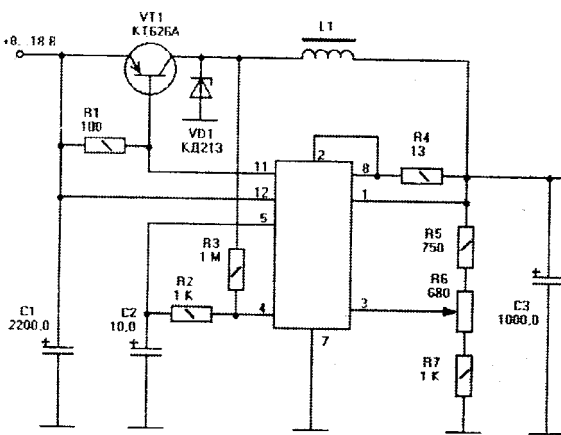 VT1
КТ626А
+8...18 В
L1
R1
100
VD1
КД213
2
R4
13
11
8
12
1
5
R3
1 М
R5
750
R2
1 К
R6
680
C1
2200,0
C2
10,0
4
3
C3
1000,0
7
R7
1 К